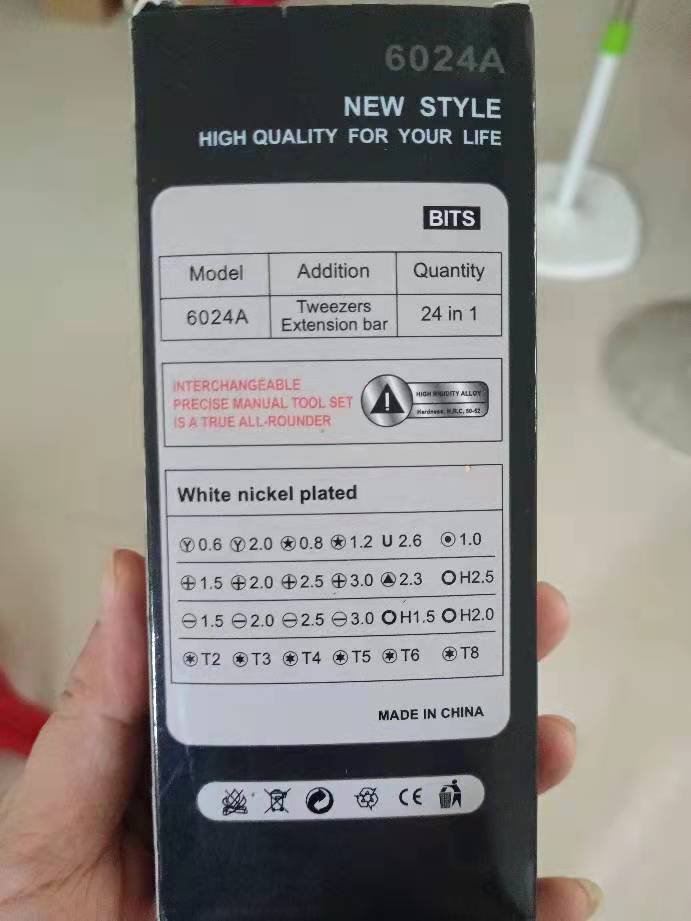 6024A
NEW STYLE
HIGH QUALITY FOR YOUR LIFE
BITS
Model Addition Quantity
6024A Tweezers Extension bar 24 in 1
INTERCHANGEABLE
PRECISE MANUAL TOOL SET
IS A TRUE ALL-ROUNDER
HIGH RIGIDITY ALLOY
Hardness: H.R.C. 50-52
White nickel plated
0.6 2.0 0.8 1.2 U 2.6 1.0
1.5 2.0 2.5 3.0 2.3 H2.5
1.5 2.0 2.5 3.0 H1.5 H2.0
T2 T3 T4 T5 T6 T8
MADE IN CHINA
CE